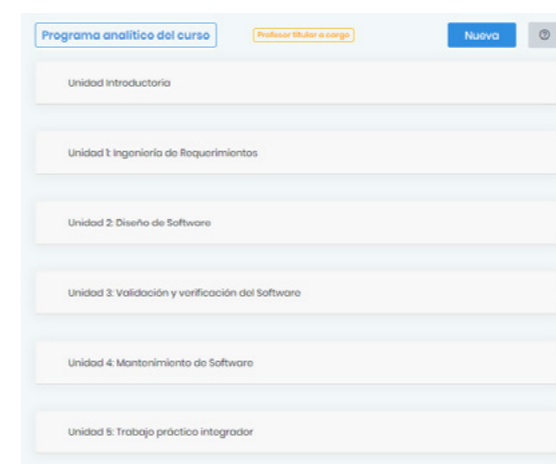 Programa analítico del curso
Profesor titular a cargo
Nueva
Unidad Introductoria
Unidad 1: Ingeniería de Requerimientos
Unidad 2: Diseño de Software
Unidad 3: Validación y verificación del Software
Unidad 4: Mantenimiento de Software
Unidad 5: Trabajo práctico integrador